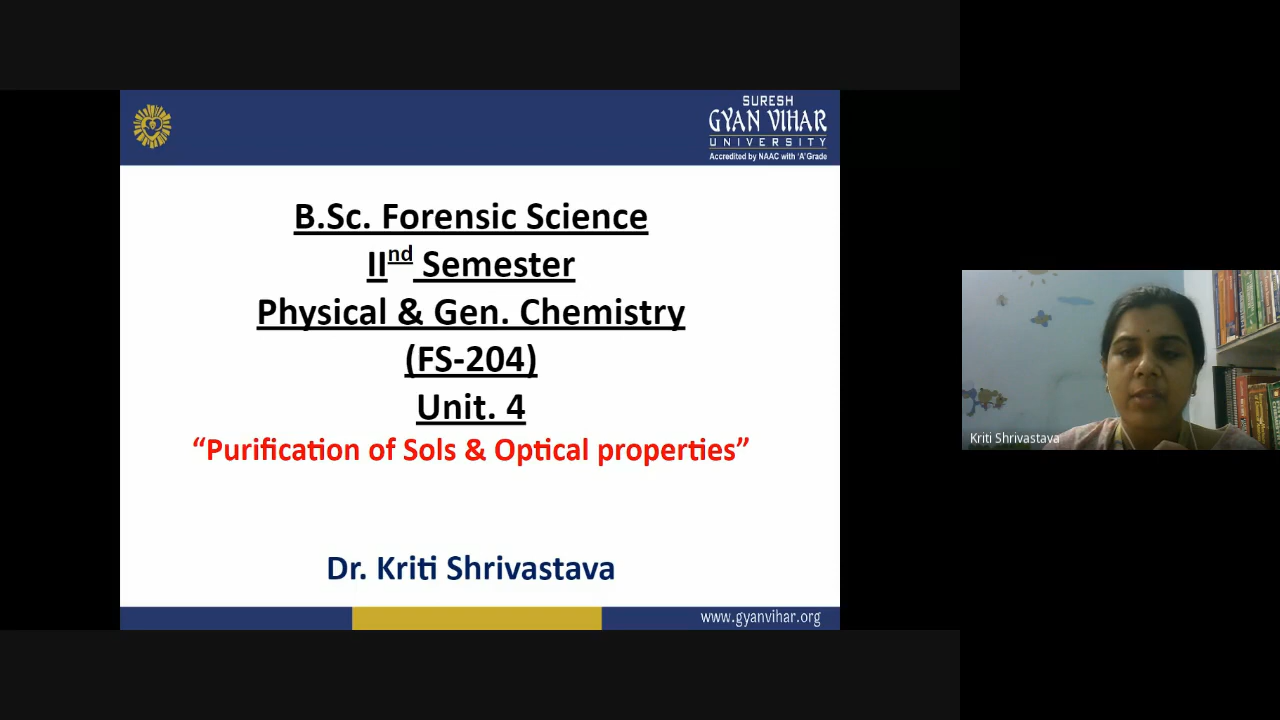 SURESH
GYAN VIHAR
UNIVERSITY
Accredited by NAAC with 'A' Grade
B.Sc. Forensic Science
IInd Semester
Physical & Gen. Chemistry
(FS-204)
Unit. 4
“Purification of Sols & Optical properties”
Dr. Kriti Shrivastava
www.gyanvihar.org
Kriti Shrivastava